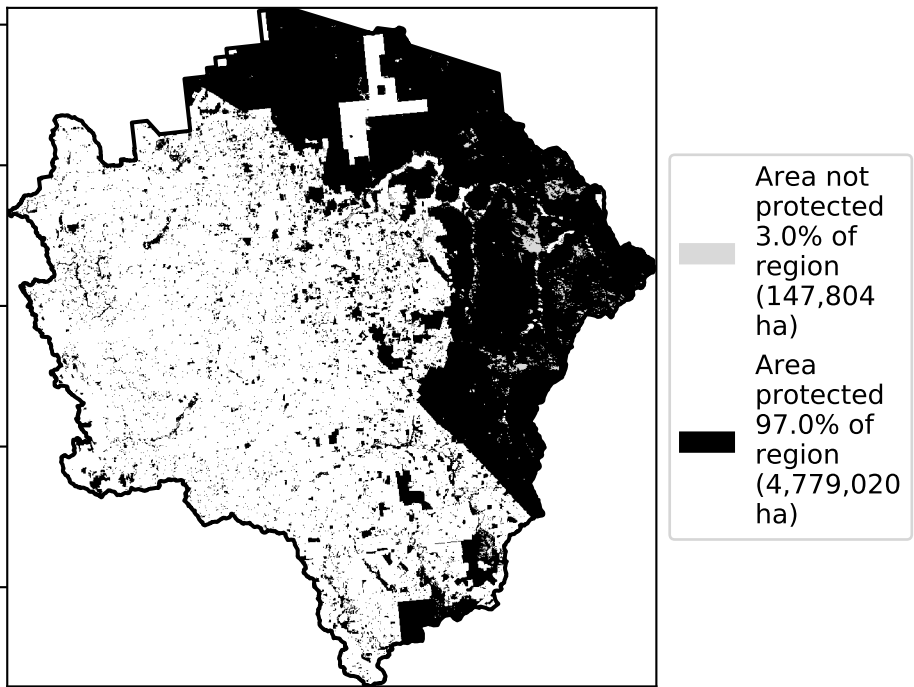 Area not
protected
3.0% of
region
(147,804
ha)
Area
protected
97.0% of
region
(4,779,020
ha)